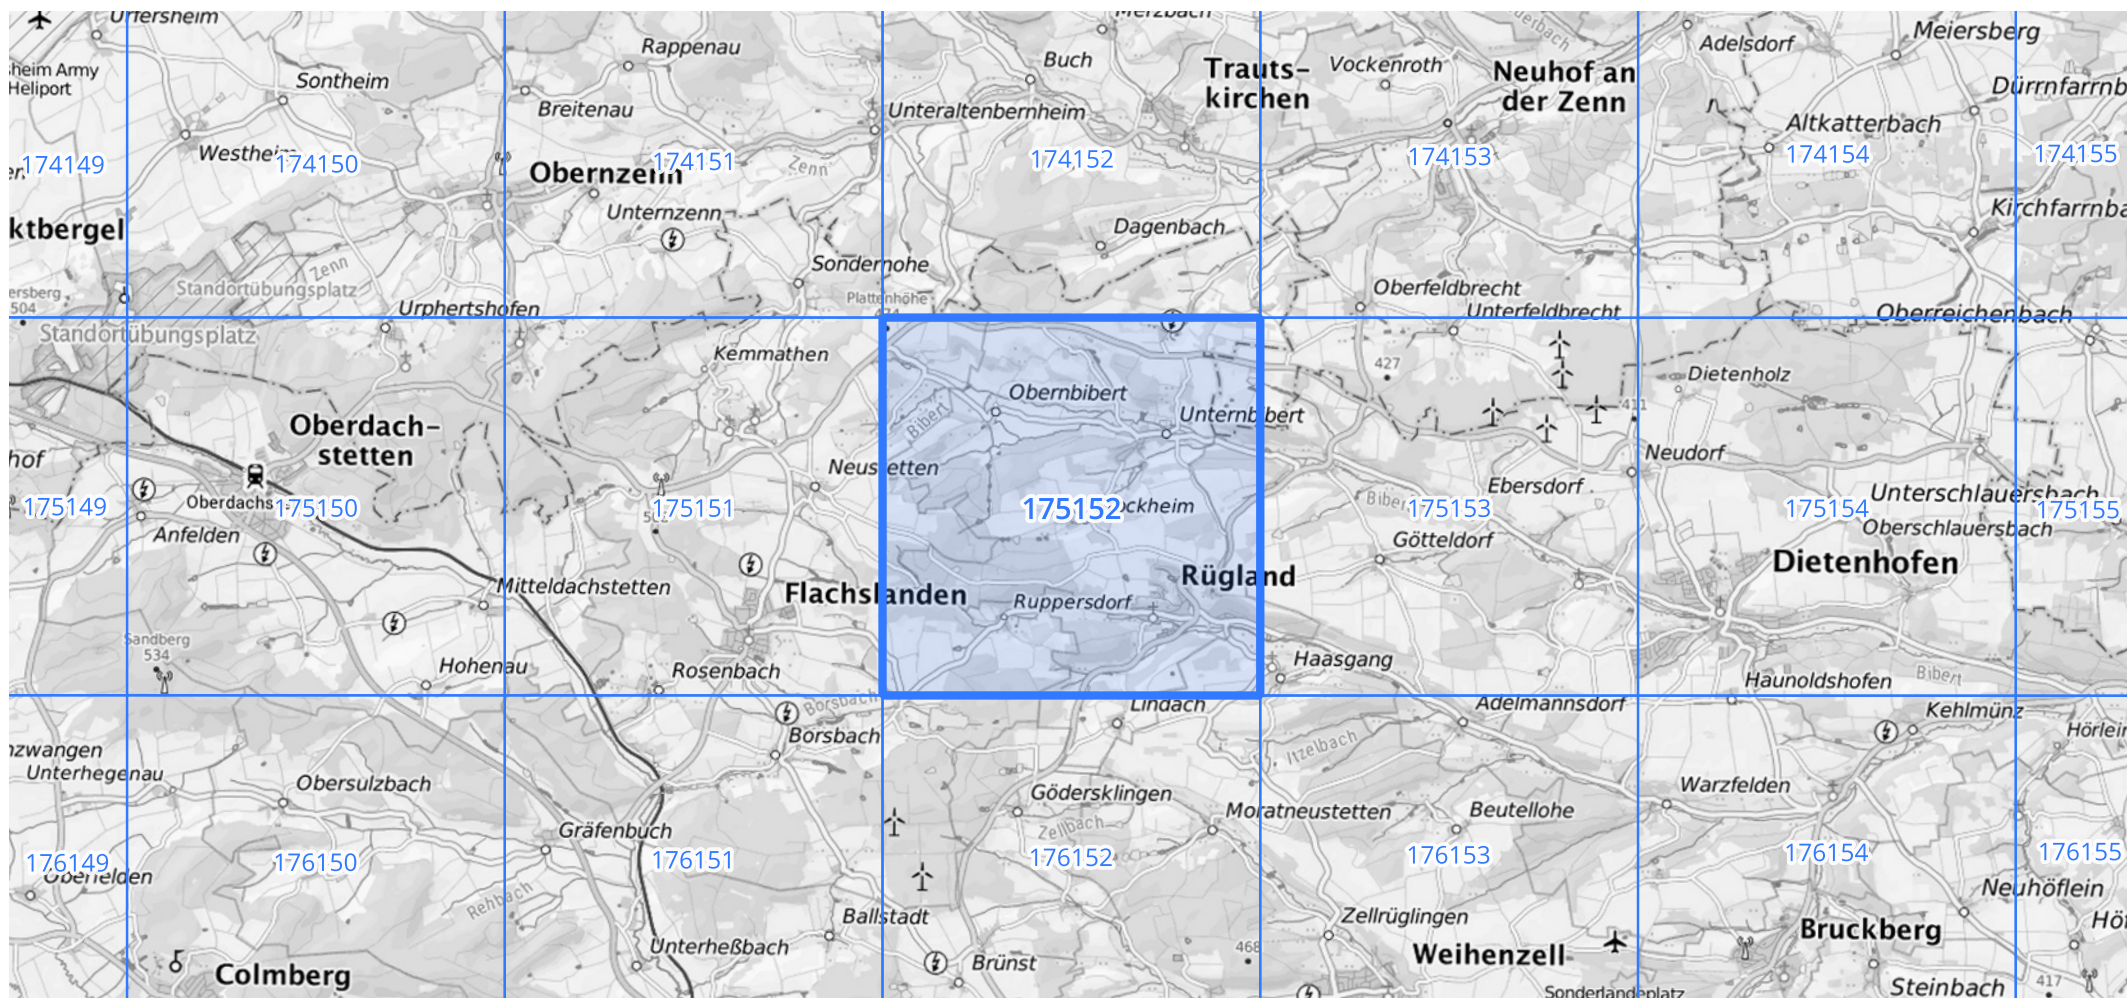 Urfersheim
Rappenau
Merzbach
Buch
Trauts-
kirchen
Vockenroth
Neuhof an
der Zenn
Adelsdorf
Meiersberg
sheim Army
Heliport
Sontheim
Breitenau
Unteraltenbernheim
Dürrnfarrnb
Altkatterbach
Westheim
174149
174150
174151
174152
174153
174154
174155
Obernzenn
Zenn
Unternzenn
Dagenbach
Kirchfarrnba
ktbergel
Sondernohe
Zenn
Standortübungsplatz
Plattenhöhe
Oberfeldbrecht
Unterfeldbrecht
Oberreichenbach
ersberg
504
Urphertshofen
Standortübungsplatz
Kemmathen
427
Dietenholz
Obernbibert
Unternbibert
Bibert
Oberdach-
stetten
Neustetten
Neudorf
hof
Ebersdorf
Unterschlauersbach
Oberschlauersbach
Oberdachs
175149
175150
175151
175152
ckheim
175153
175154
175155
Anfelden
Götteldorf
Dietenhofen
Mitteldachstetten
Flachslanden
Ruppersdorf
Rügland
Sandberg
534
Hohenau
Rosenbach
Haasgang
Haunoldshofen
Bibert
Borsbach
Borsbach
Lindach
Adelmannsdorf
Kehlmünz
Hörlein
nzwangen
Unterhegenau
Obersulzbach
Itzelbach
Gödersklingen
Zellbach
Moratneustetten
Beutellohe
Warzfelden
Gräfenbuch
176149
176150
176151
176152
176153
176154
176155
Oberfelden
Rehbach
Ballstadt
Neuhöflein
Zellrüglingen
Bruckberg
Höf
Colmberg
Unterheßbach
Brünst
468
Weihenzell
Steinbach
417
Sonderlandeplatz